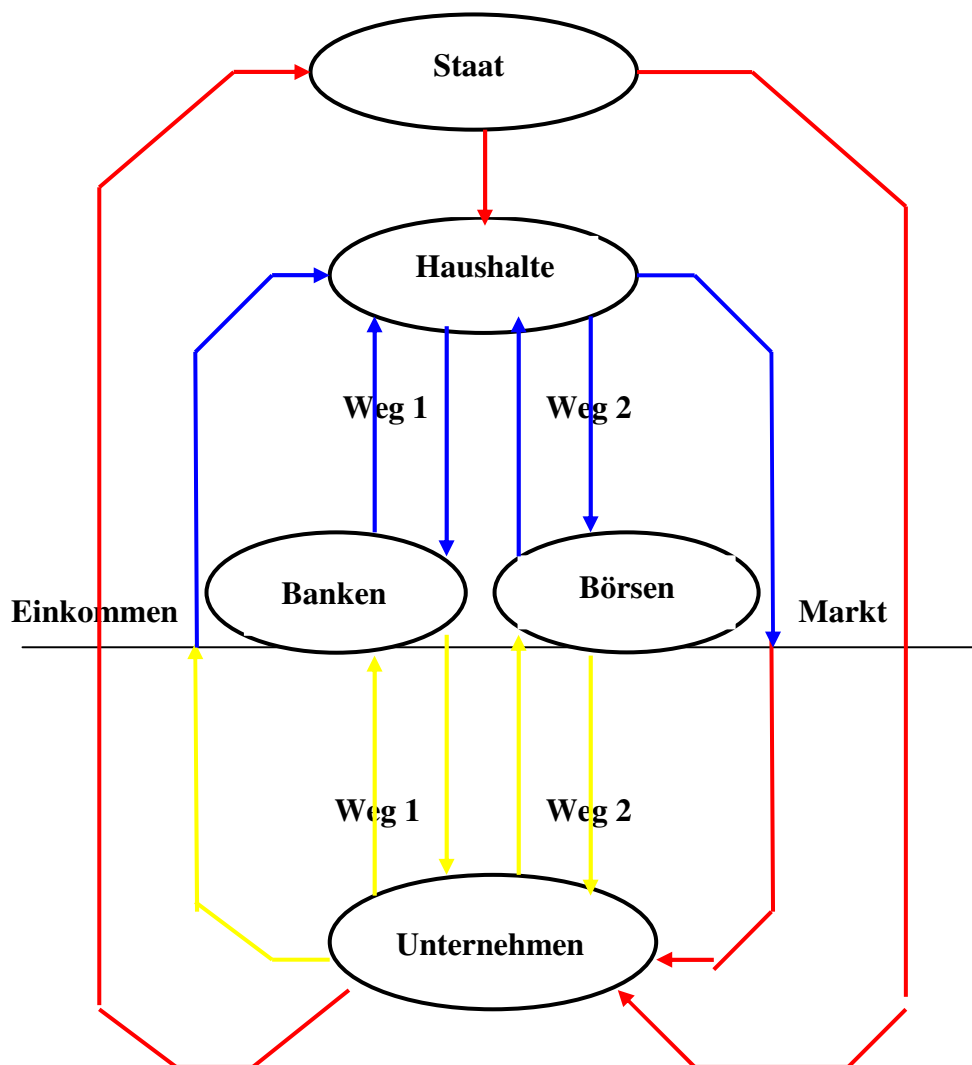 Staat
Haushalte
Weg 1
Weg 2
Banken
Börsen
Einkommen
Markt
Weg 1
Weg 2
Unternehmen